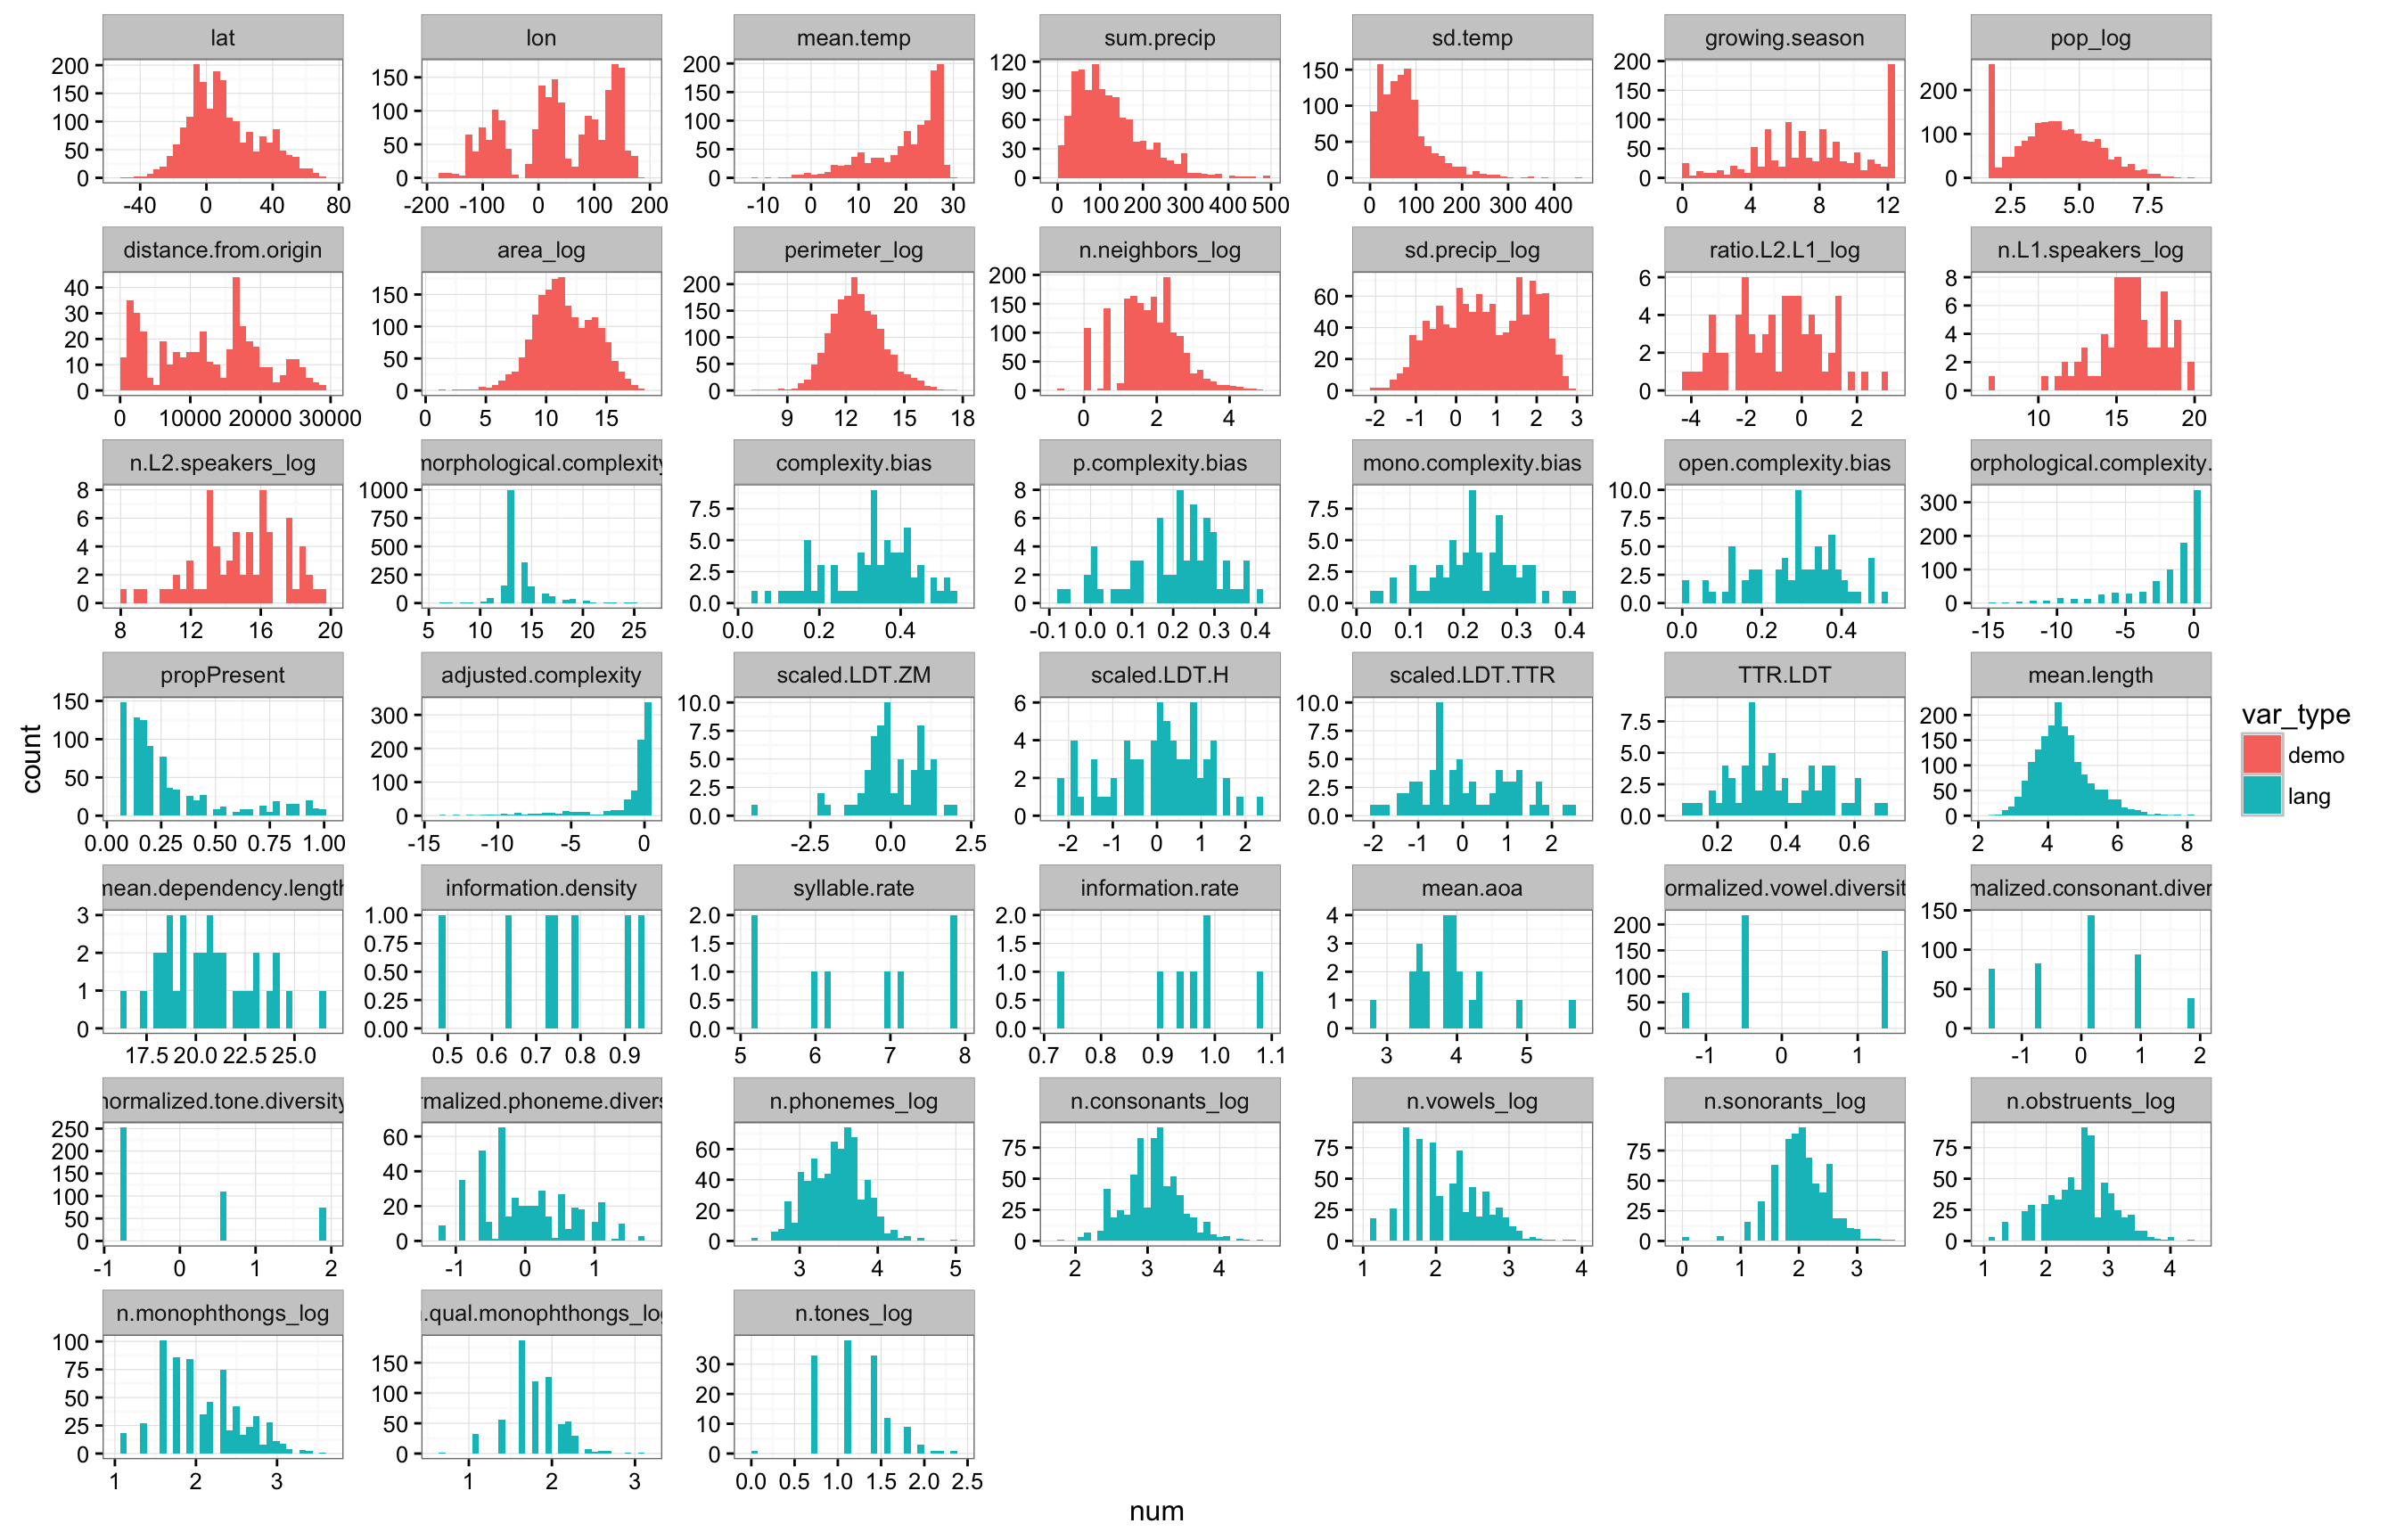 lat
200
150
100
50
0
-40 0 40 80
lon
150
100
50
0
-200 -100 0 100 200
mean.temp
200
150
100
50
0
-10 0 10 20 30
sum.precip
120
90
60
30
0
0 100 200 300 400 500
sd.temp
150
100
50
0
0 100 200 300 400
growing.season
200
150
100
50
0
0 4 8 12
pop_log
200
100
0
2.5 5.0 7.5
distance.from.origin
40
30
20
10
0
0 10000 20000 30000
area_log
150
100
50
0
0 5 10 15
perimeter_log
200
150
100
50
0
9 12 15 18
n.neighbors_log
200
150
100
50
0
0 2 4
sd.precip_log
60
40
20
0
-2 -1 0 1 2 3
ratio.L2.L1_log
6
4
2
0
-4 -2 0 2
n.L1.speakers_log
8
6
4
2
0
10 15 20
n.L2.speakers_log
8
6
4
2
0
8 12 16 20
morphological.complexity
1000
750
500
250
0
5 10 15 20 25
complexity.bias
7.5
5.0
2.5
0.0
0.0 0.2 0.4
p.complexity.bias
8
6
4
2
0
-0.1 0.0 0.1 0.2 0.3 0.4
mono.complexity.bias
7.5
5.0
2.5
0.0
0.0 0.1 0.2 0.3 0.4
open.complexity.bias
10.0
7.5
5.0
2.5
0.0
0.0 0.2 0.4
orphological.complexity.
300
200
100
0
-15 -10 -5 0
propPresent
150
100
50
0
0.00 0.25 0.50 0.75 1.00
adjusted.complexity
300
200
100
0
-15 -10 -5 0
scaled.LDT.ZM
10.0
7.5
5.0
2.5
0.0
-2.5 0.0 2.5
scaled.LDT.H
6
4
2
0
-2 -1 0 1 2
scaled.LDT.TTR
10.0
7.5
5.0
2.5
0.0
-2 -1 0 1 2
TTR.LDT
7.5
5.0
2.5
0.0
0.2 0.4 0.6
mean.length
200
150
100
50
0
2 4 6 8
mean.dependency.length
3
2
1
0
17.5 20.0 22.5 25.0
information.density
1.00
0.75
0.50
0.25
0.00
0.5 0.6 0.7 0.8 0.9
syllable.rate
2.0
1.5
1.0
0.5
0.0
5 6 7 8
information.rate
2.0
1.5
1.0
0.5
0.0
0.7 0.8 0.9 1.0 1.1
mean.aoa
4
3
2
1
0
3 4 5
ormalized.vowel.diversit
200
150
100
50
0
-1 0 1
malized.consonant.diver
150
100
50
0
-1 0 1 2
normalized.tone.diversity
250
200
150
100
50
0
-1 0 1 2
rmalized.phoneme.divers
60
40
20
0
-1 0 1
n.phonemes_log
60
40
20
0
3 4 5
n.consonants_log
75
50
25
0
2 3 4
n.vowels_log
75
50
25
0
1 2 3 4
n.sonorants_log
75
50
25
0
0 1 2 3
n.obstruents_log
75
50
25
0
1 2 3 4
n.monophthongs_log
100
75
50
25
0
1 2 3
.qual.monophthongs_log
150
100
50
0
1 2 3
n.tones_log
30
20
10
0
0.0 0.5 1.0 1.5 2.0 2.5
count
num
var_type
demo
lang